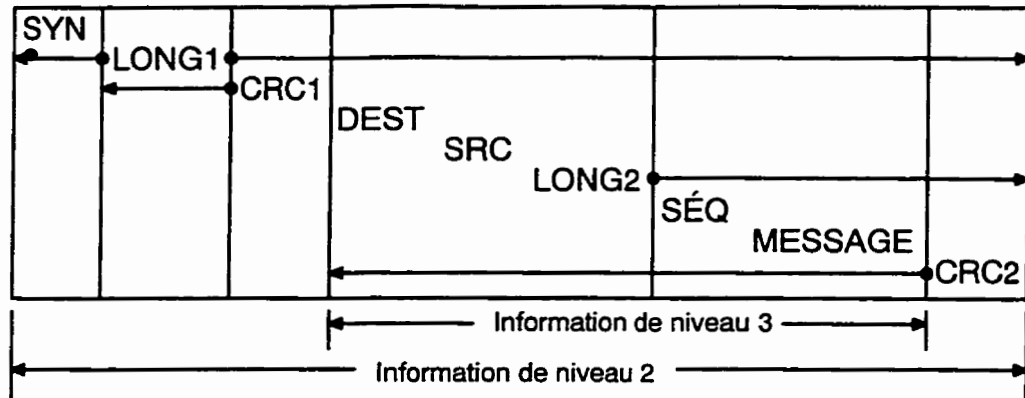 SYN
LONG1
CRC1
DEST
SRC
LONG2
SÉQ
MESSAGE
CRC2
Information de niveau 3
Information de niveau 2